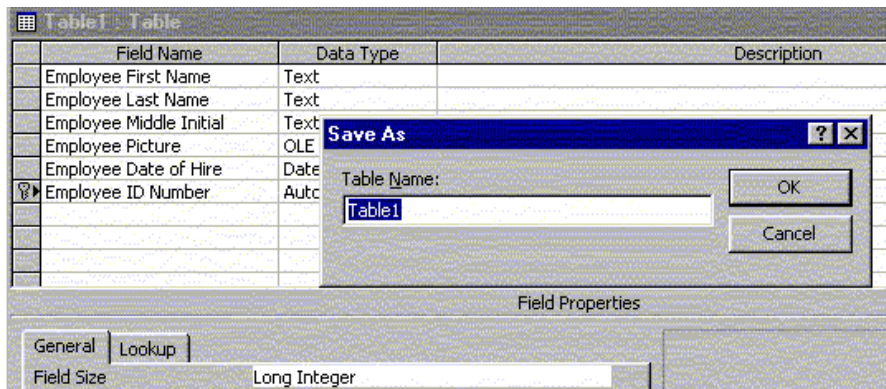 Table1 : Table
Field Name Data Type Description
Employee First Name Text
Employee Last Name Text
Employee Middle Initial Text
Employee Picture OLE
Employee Date of Hire Date
Employee ID Number Auto
Save As
Table Name:
Table1
OK
Cancel
Field Properties
General Lookup
Field Size Long Integer